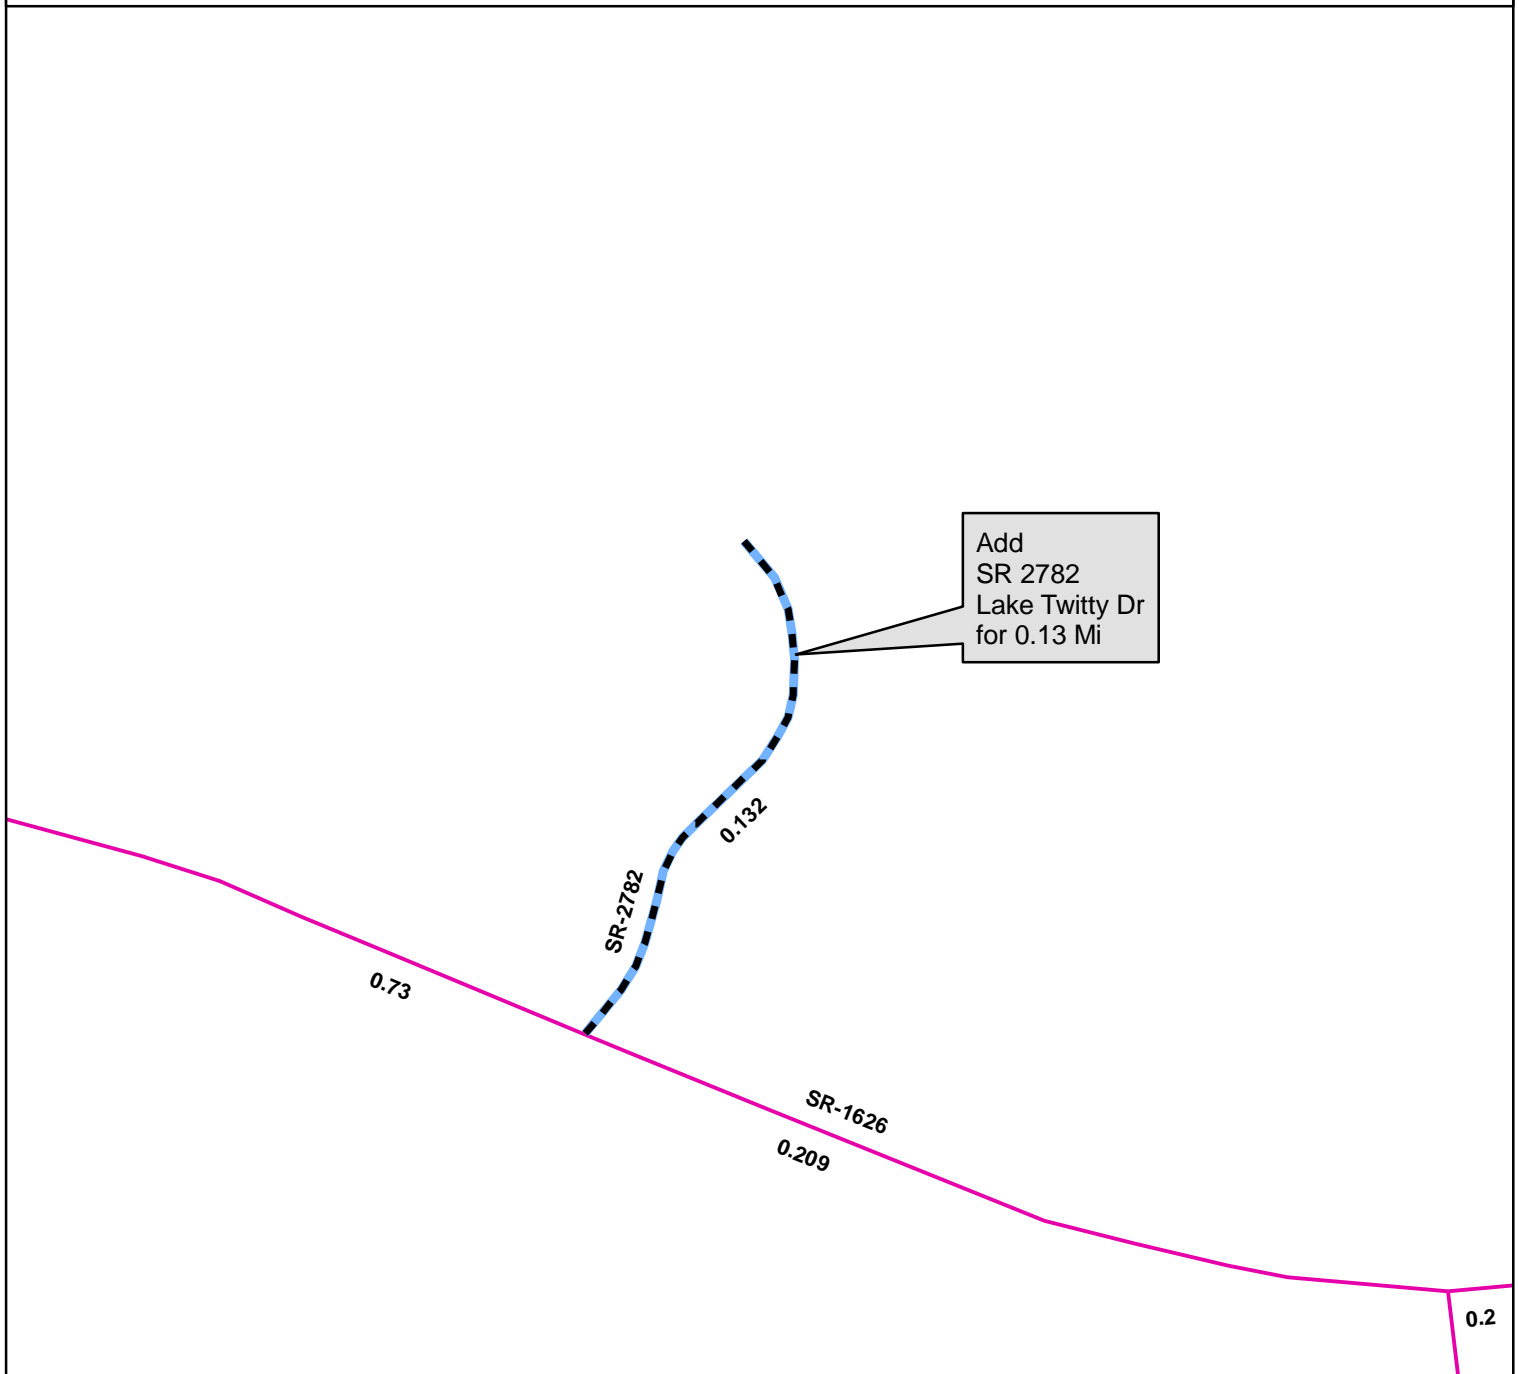 Add
SR 2782
Lake Twitty Dr
for 0.13 Mi
0.132
SR-2782
0.73
SR-1626
0.209
0.2